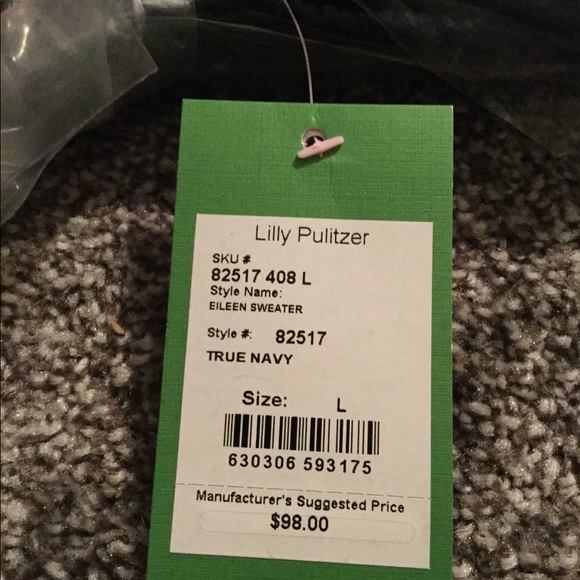 Lilly Pulitzer
SKU #
82517 408 L
Style Name:
EILEEN SWEATER
Style #: 82517
TRUE NAVY
Size: L
630306 593175
Manufacturer's Suggested Price
$98.00